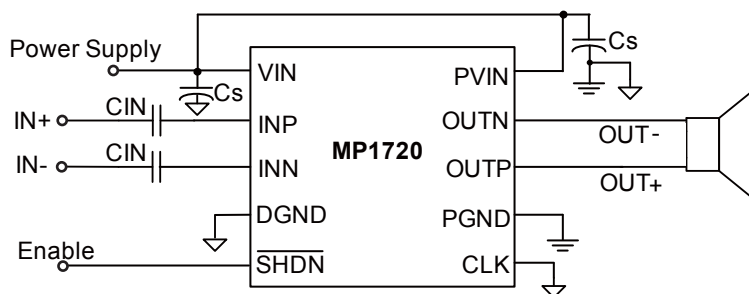 Power Supply
Cs
Cs
VIN
PVIN
IN+
CIN
INP
OUTN
OUT-
MP1720
IN-
CIN
INN
OUTP
OUT+
DGND
PGND
Enable
SHDN
CLK